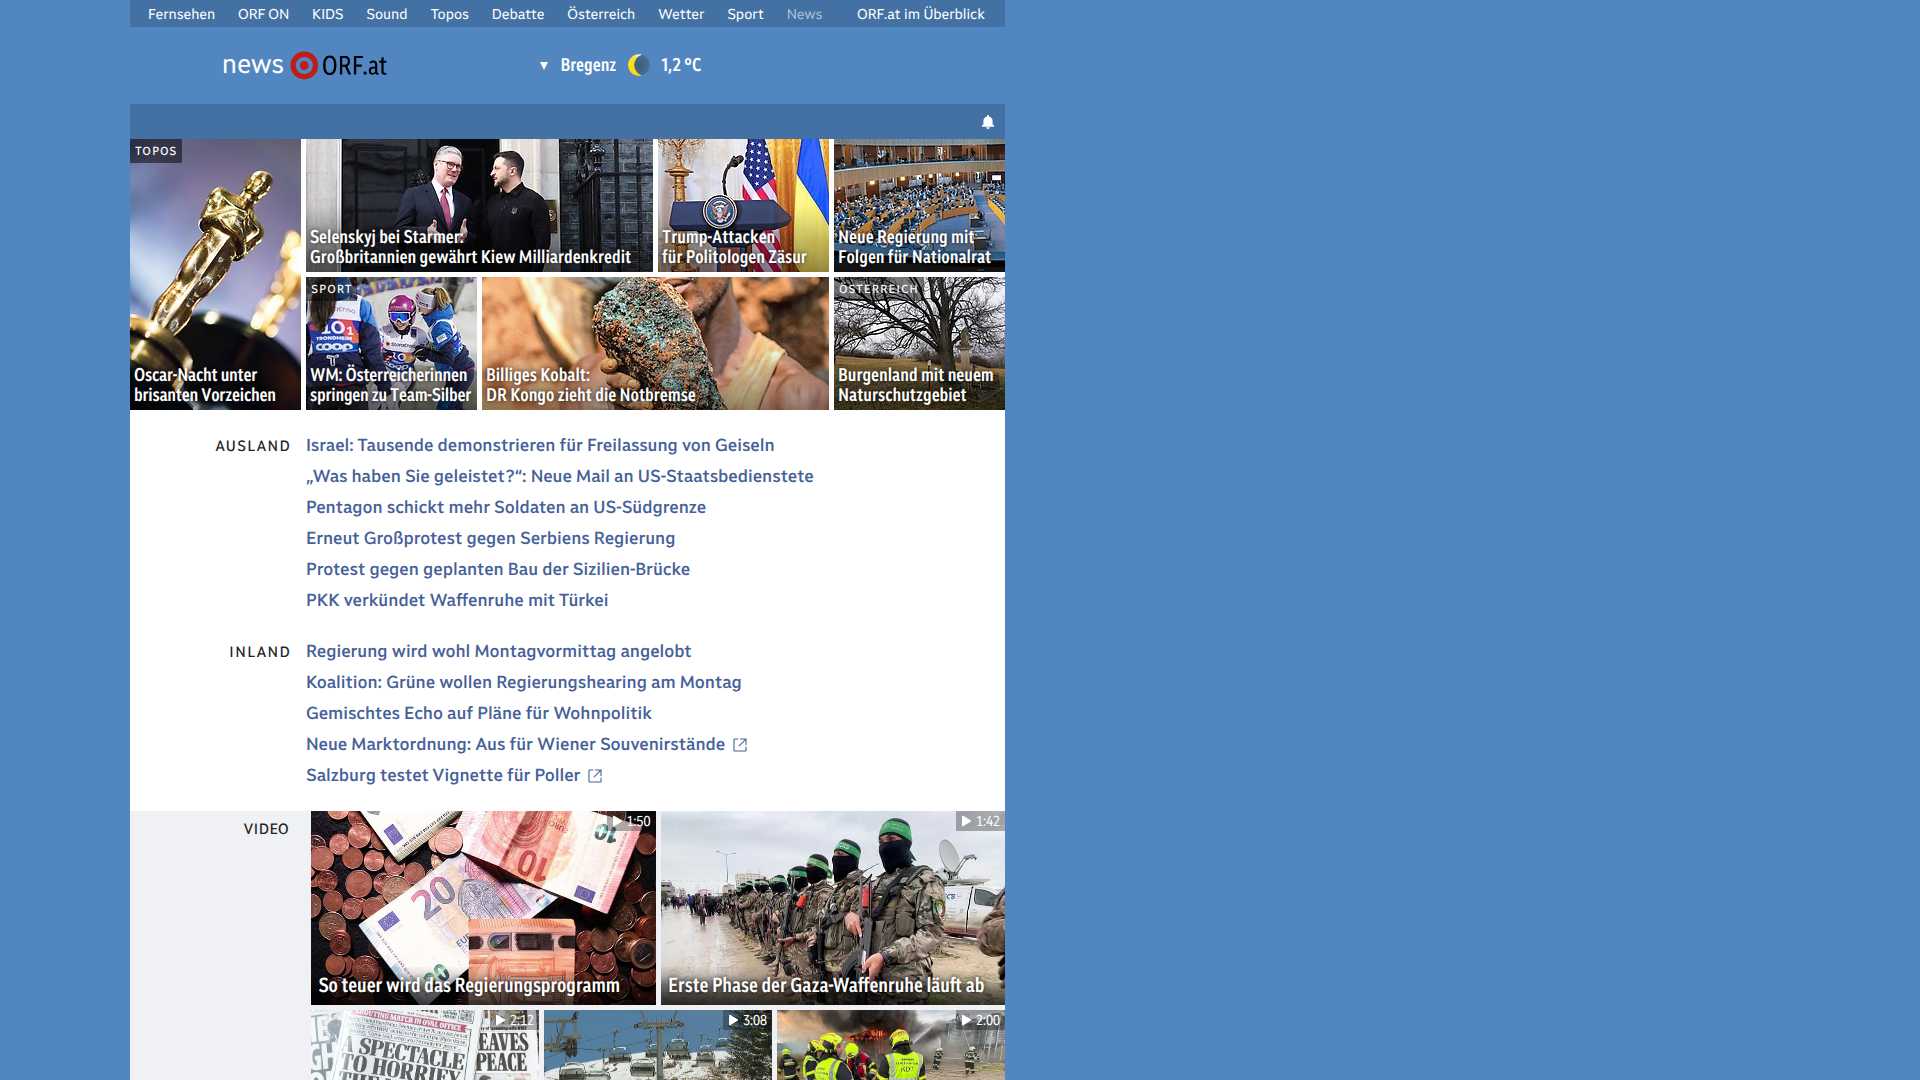 Fernsehen ORF ON KIDS Sound Topos Debatte Österreich Wetter Sport News ORF.at im Überblick
news ORF.at
Bregenz 1,2 °C
TOPOS
Oscar-Nacht unter
brisanten Vorzeichen
Selenskyj bei Starmer:
Großbritannien gewährt Kiew Milliardenkredit
Trump-Attacken
für Politologen Zäsur
Neue Regierung mit
Folgen für Nationalrat
SPORT
WM: Österreicherinnen
springen zu Team-Silber
Billiges Kobalt:
DR Kongo zieht die Notbremse
ÖSTERREICH
Burgenland mit neuem
Naturschutzgebiet
AUSLAND
Israel: Tausende demonstrieren für Freilassung von Geiseln
„Was haben Sie geleistet?“: Neue Mail an US-Staatsbedienstete
Pentagon schickt mehr Soldaten an US-Südgrenze
Erneut Großprotest gegen Serbiens Regierung
Protest gegen geplanten Bau der Sizilien-Brücke
PKK verkündet Waffenruhe mit Türkei
INLAND
Regierung wird wohl Montagvormittag angelobt
Koalition: Grüne wollen Regierungshearing am Montag
Gemischtes Echo auf Pläne für Wohnpolitik
Neue Marktordnung: Aus für Wiener Souvenirstände
Salzburg testet Vignette für Poller
VIDEO
1:50
So teuer wird das Regierungsprogramm
1:42
Erste Phase der Gaza-Waffenruhe läuft ab
2:12
A SPECTACLE
TO HORRIFY
EAVES
PEACE
3:08
2:00